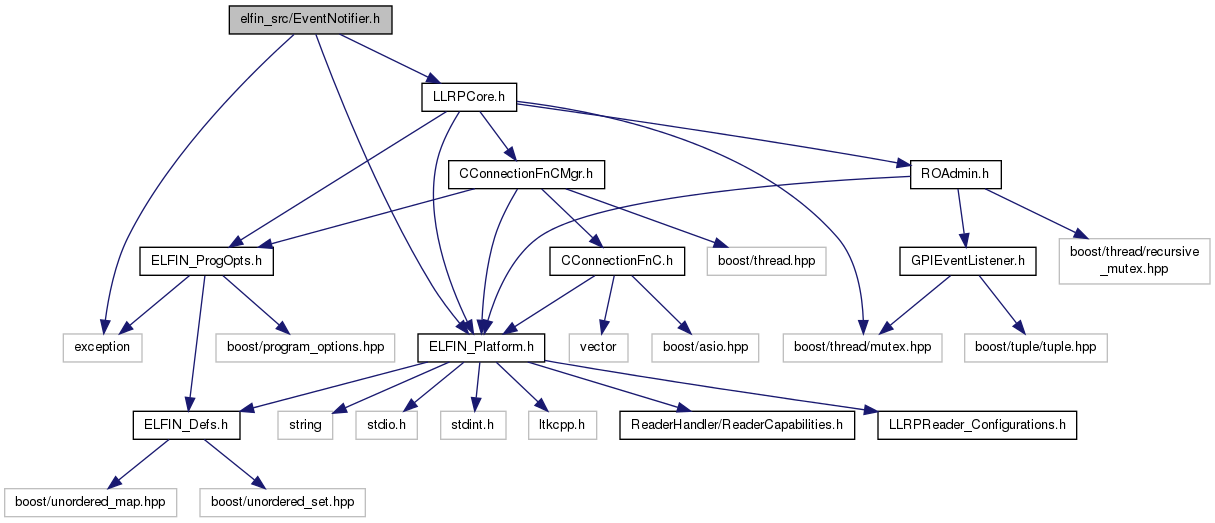 elfin_src/EventNotifier.h
LLRPCore.h
CConnectionFnCMgr.h
ROAdmin.h
ELFIN_ProgOpts.h
CConnectionFnC.h
boost/thread.hpp
GPIEventListener.h
boost/thread/recursive
_mutex.hpp
exception
boost/program_options.hpp
ELFIN_Platform.h
vector
boost/asio.hpp
boost/thread/mutex.hpp
boost/tuple/tuple.hpp
ELFIN_Defs.h
string
stdio.h
stdint.h
ltkcpp.h
ReaderHandler/ReaderCapabilities.h
LLRPReader_Configurations.h
boost/unordered_map.hpp
boost/unordered_set.hpp